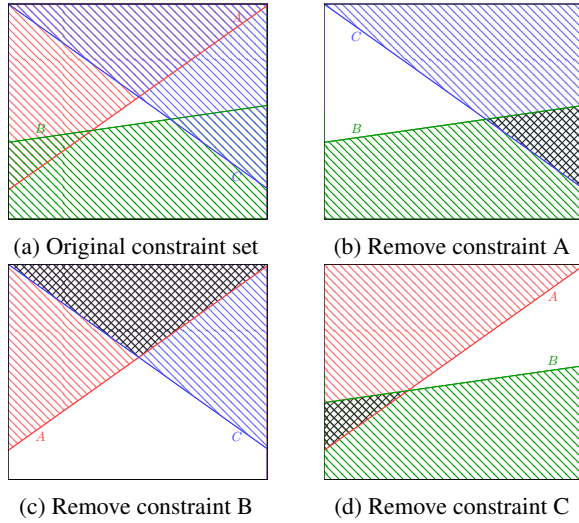 A
B
C
C
B
(a) Original constraint set
(b) Remove constraint A
A
C
A
B
(c) Remove constraint B
(d) Remove constraint C